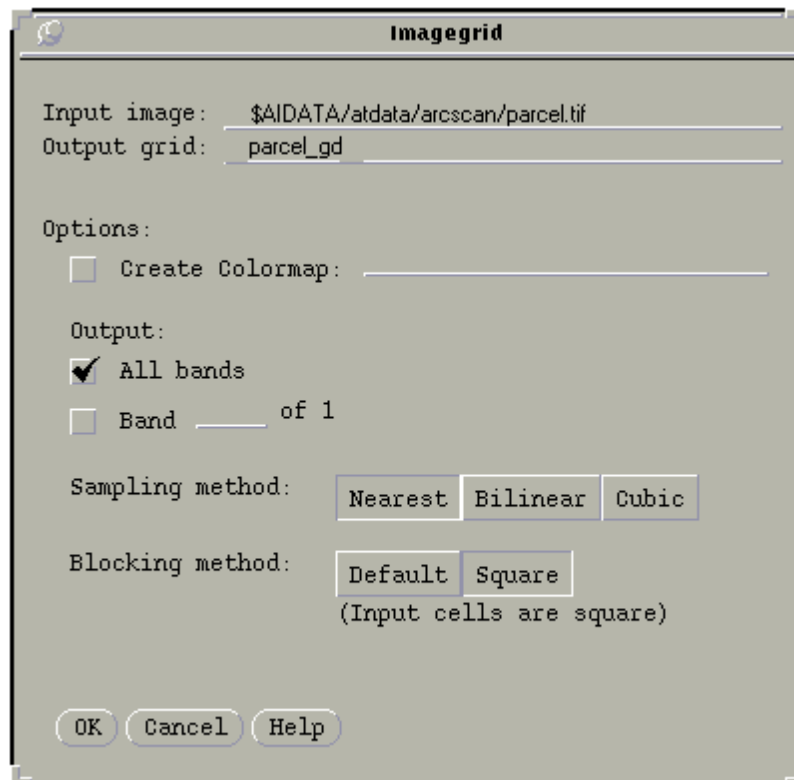 Imagegrid
Input image: $AIDATA/atdata/arcscan/parcel.tif
Output grid: parcel_gd
Options:
Create Colormap:
Output:
All bands
Band of 1
Sampling method: Nearest Bilinear Cubic
Blocking method: Default Square
(Input cells are square)
OK Cancel Help